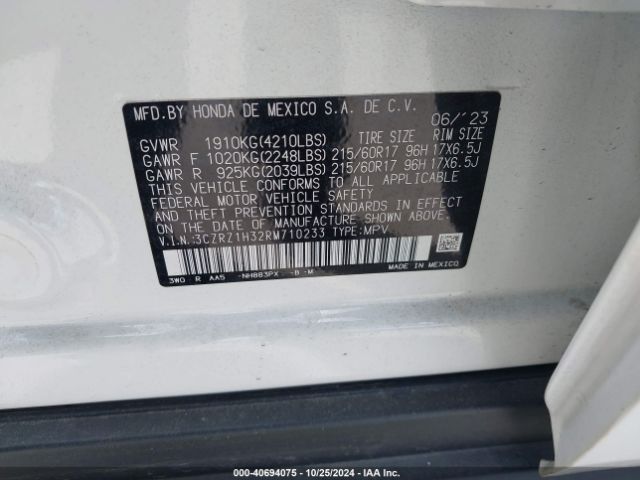 MFD.BY HONDA DE MEXICO S.A. DE C.V. 06/'23
GVWR 1910KG(4210LBS) TIRE SIZE RIM SIZE
GAWR F 1020KG(2248LBS) 215/60R17 96H 17X6.5J
GAWR R 925KG(2039LBS) 215/60R17 96H 17X6.5J
THIS VEHICLE CONFORMS TO ALL APPLICABLE
FEDERAL MOTOR VEHICLE SAFETY
AND THEFT PREVENTION STANDARDS IN EFFECT
ON THE DATE OF MANUFACTURE SHOWN ABOVE.
V.I.N.:3CZRZ1H32RM710233 TYPE:MPV
3W0 R AA5 -NH883PX -B-M MADE IN MEXICO
000-40694075 | 10/25/2024 | IAA Inc.